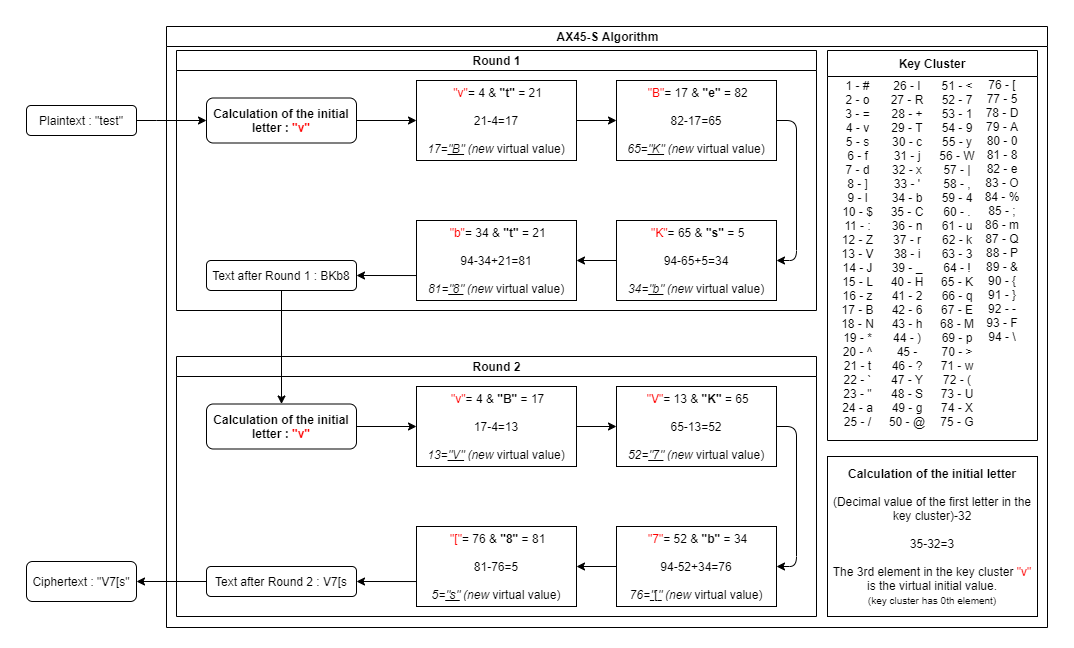 AX45-S Algorithm
Round 1
Plaintext : "test"
Calculation of the initial
letter : "v"
"v"= 4 & "t" = 21
21-4=17
17="B" (new virtual value)
"B"= 17 & "e" = 82
82-17=65
65="K" (new virtual value)
"K"= 65 & "s" = 5
94-65+5=34
34="b" (new virtual value)
"b"= 34 & "t" = 21
94-34+21=81
81="8" (new virtual value)
Text after Round 1 : BKb8
Round 2
Calculation of the initial
letter : "v"
"v"= 4 & "B" = 17
17-4=13
13="V" (new virtual value)
"V"= 13 & "K" = 65
65-13=52
52="7" (new virtual value)
"7"= 52 & "b" = 34
94-52+34=76
76="[" (new virtual value)
"["= 76 & "8" = 81
81-76=5
5="s" (new virtual value)
Text after Round 2 : V7[s
Ciphertext : "V7[s"
Key Cluster
1 - #
2 - o
3 - =
4 - v
5 - s
6 - f
7 - d
8 - ]
9 - l
10 - $
11 - :
12 - Z
13 - V
14 - J
15 - L
16 - z
17 - B
18 - N
19 - *
20 - ^
21 - t
22 - `
23 - "
24 - a
25 - /
26 - I
27 - R
28 - +
29 - T
30 - c
31 - j
32 - x
33 - '
34 - b
35 - C
36 - n
37 - r
38 - i
39 - _
40 - H
41 - 2
42 - 6
43 - h
44 - )
45 -
46 - ?
47 - Y
48 - S
49 - g
50 - @
51 - <
52 - 7
53 - 1
54 - 9
55 - y
56 - W
57 - |
58 - ,
59 - 4
60 - .
61 - u
62 - k
63 - 3
64 - !
65 - K
66 - q
67 - E
68 - M
69 - p
70 - >
71 - w
72 - (
73 - U
74 - X
75 - G
76 - [
77 - 5
78 - D
79 - A
80 - 0
81 - 8
82 - e
83 - O
84 - %
85 - ;
86 - m
87 - Q
88 - P
89 - &
90 - {
91 - }
92 - -
93 - F
94 - \
Calculation of the initial letter
(Decimal value of the first letter in the
key cluster)-32
35-32=3
The 3rd element in the key cluster "v"
is the virtual initial value.
(key cluster has 0th element)